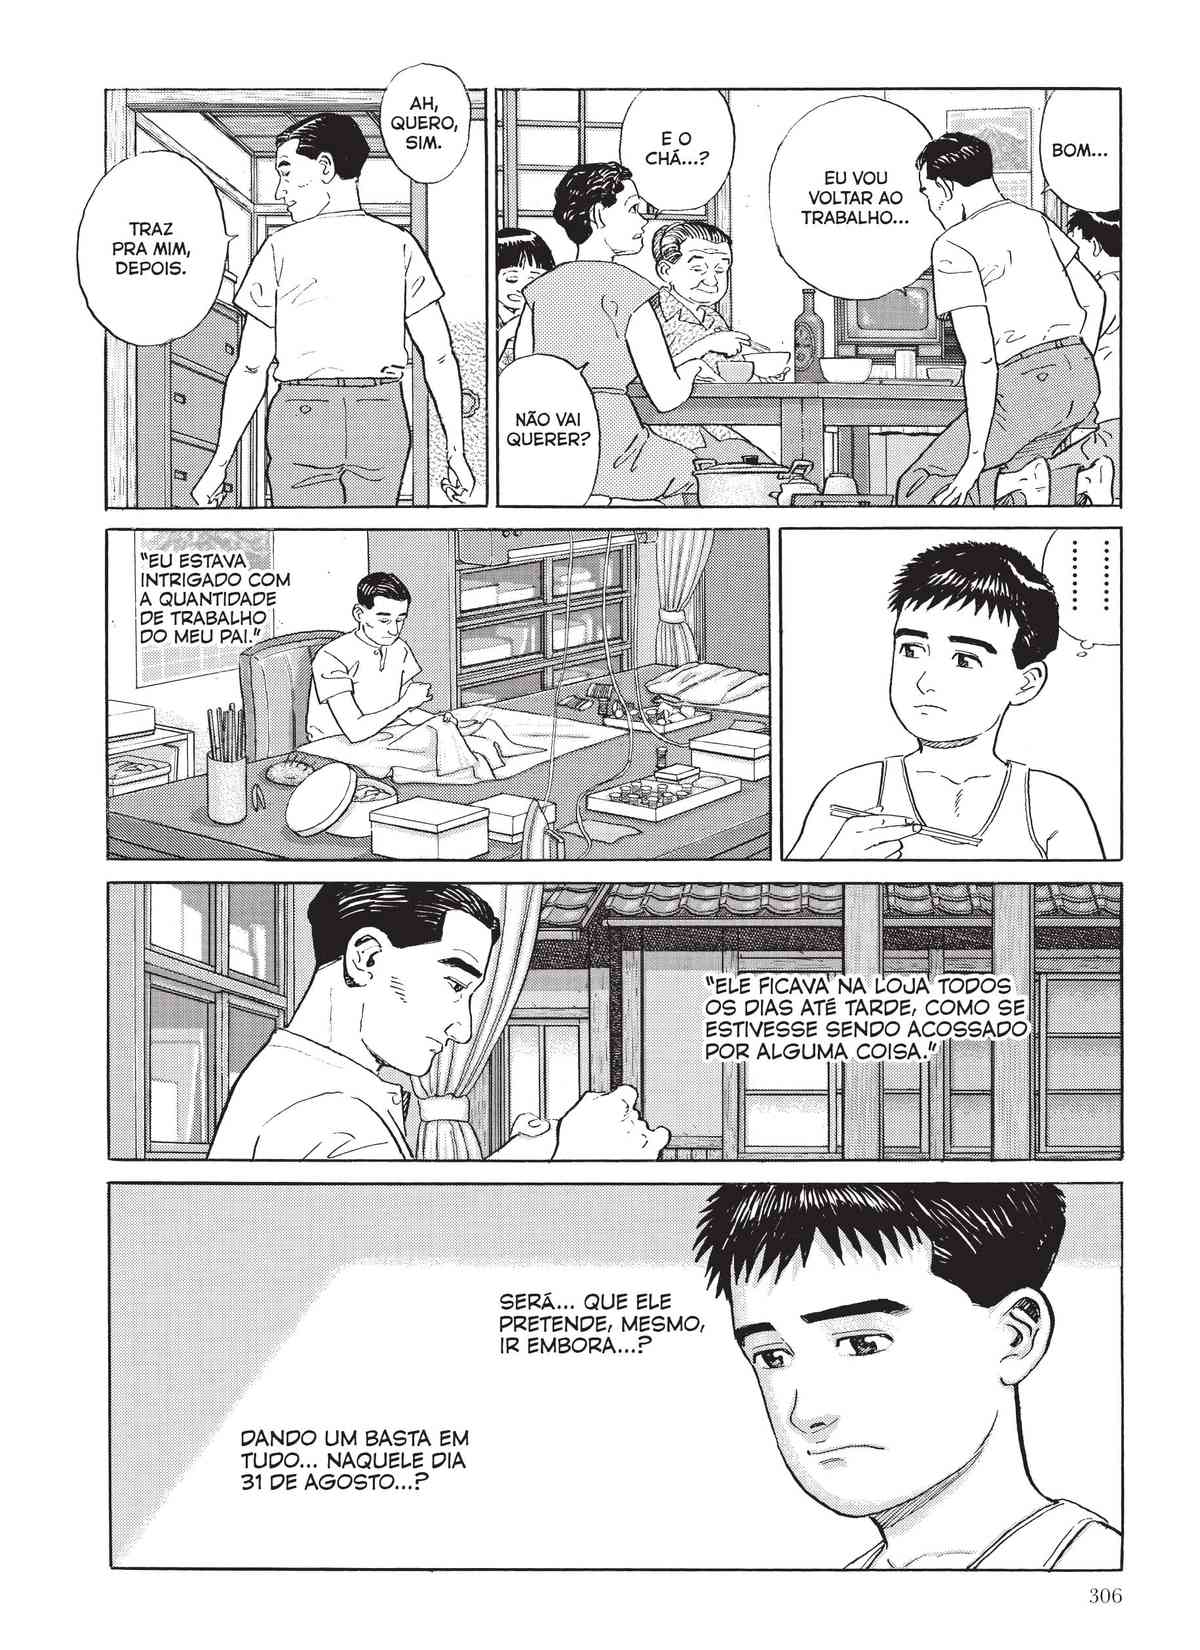 BOM...
EU VOU
VOLTAR AO
TRABALHO...
E O
CHÁ...?
NÃO VAI
QUERER?
AH,
QUERO,
SIM.
TRAZ
PRA MIM,
DEPOIS.
..........
..........
"EU ESTAVA
INTRIGADO COM
A QUANTIDADE
DE TRABALHO
DO MEU PAI."
"ELE FICAVA NA LOJA TODOS
OS DIAS ATÉ TARDE, COMO SE
ESTIVESSE SENDO ACOSSADO
POR ALGUMA COISA."
SERÁ... QUE ELE
PRETENDE, MESMO,
IR EMBORA...?
DANDO UM BASTA EM
TUDO... NAQUELE DIA
31 DE AGOSTO...?
306